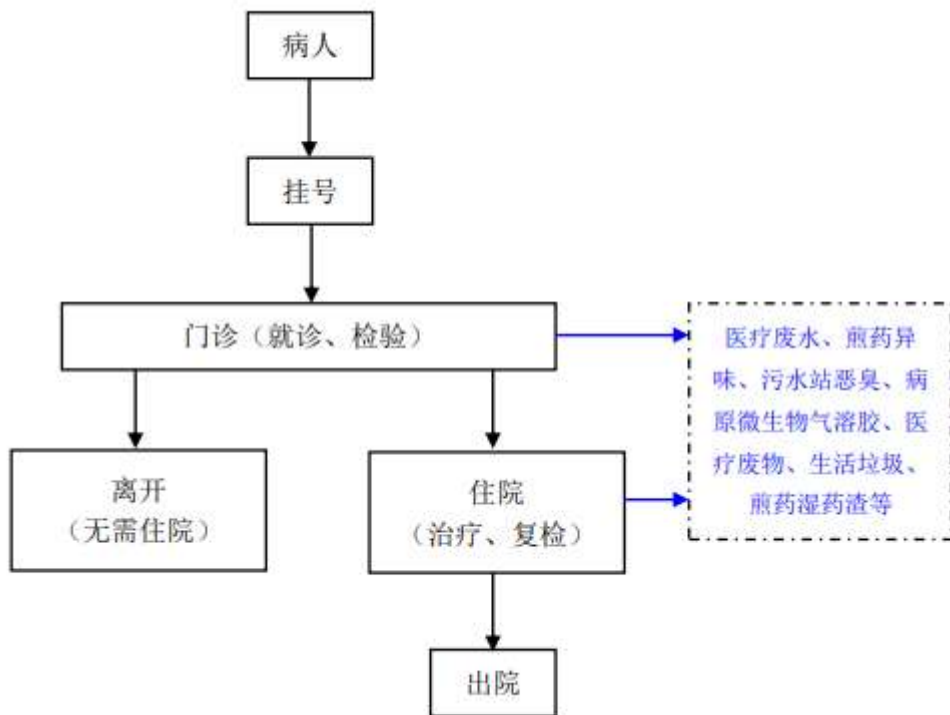 病人
挂号
门诊（就诊、检验）
医疗废水、煎药异
味、污水站恶臭、病
原微生物气溶胶、医
疗废物、生活垃圾、
煎药湿药渣等
离开
（无需住院）
住院
（治疗、复检）
出院